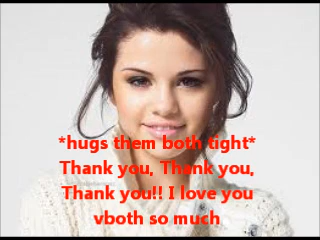 *hugs them both tight*
Thank you, Thank you,
Thank you!! I love you
vboth so much